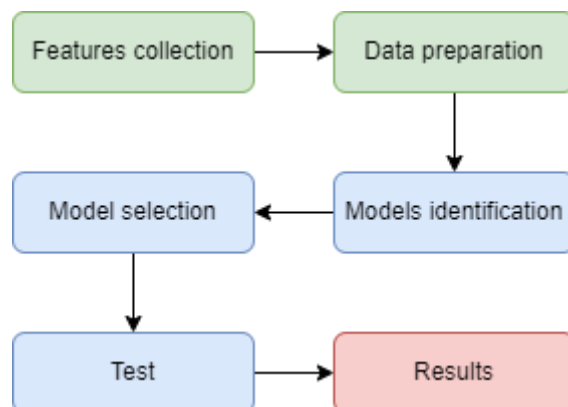 Features collection
Data preparation
Models identification
Model selection
Test
Results